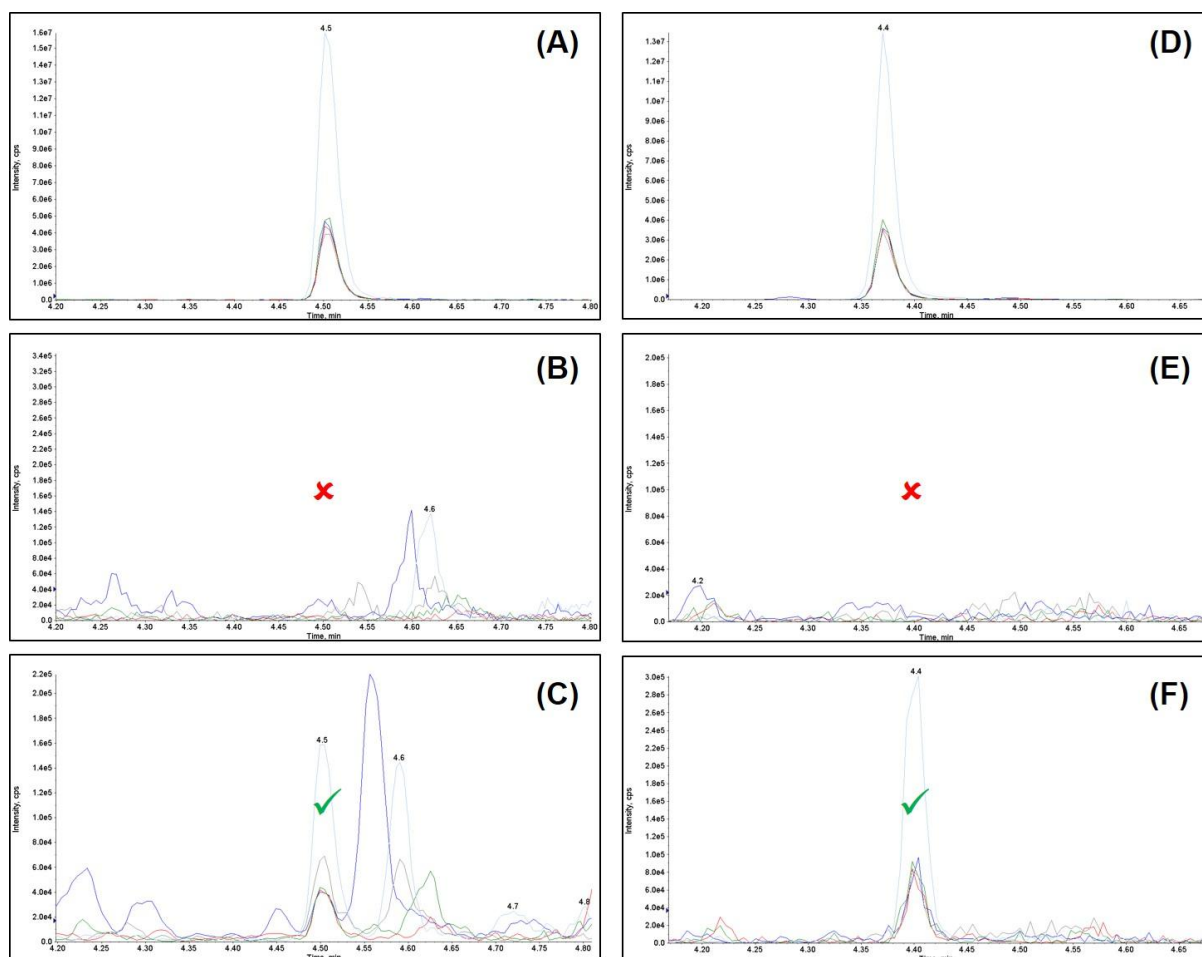 (A)
4.5
1.6e7
1.5e7
1.4e7
1.3e7
1.2e7
1.1e7
1.0e7
9.0e6
8.0e6
7.0e6
6.0e6
5.0e6
4.0e6
3.0e6
2.0e6
1.0e6
0.0
Intensity, cps
4.20 4.25 4.30 4.35 4.40 4.45 4.50 4.55 4.60 4.65 4.70 4.75 4.80
Time, min
(D)
4.4
1.3e7
1.2e7
1.1e7
1.0e7
9.0e6
8.0e6
7.0e6
6.0e6
5.0e6
4.0e6
3.0e6
2.0e6
1.0e6
0.0
Intensity, cps
4.20 4.25 4.30 4.35 4.40 4.45 4.50 4.55 4.60 4.65
Time, min
(B)
3.4e5
3.2e5
3.0e5
2.8e5
2.6e5
2.4e5
2.2e5
2.0e5
1.8e5
1.6e5
1.4e5
1.2e5
1.0e5
8.0e4
6.0e4
4.0e4
2.0e4
0.0
Intensity, cps
4.6
4.20 4.25 4.30 4.35 4.40 4.45 4.50 4.55 4.60 4.65 4.70 4.75 4.80
Time, min
(E)
2.0e5
1.8e5
1.6e5
1.4e5
1.2e5
1.0e5
8.0e4
6.0e4
4.0e4
2.0e4
0.0
Intensity, cps
4.2
4.20 4.25 4.30 4.35 4.40 4.45 4.50 4.55 4.60 4.65
Time, min
(C)
2.2e5
2.0e5
1.8e5
1.6e5
1.4e5
1.2e5
1.0e5
8.0e4
6.0e4
4.0e4
2.0e4
0.0
Intensity, cps
4.5
4.6
4.7
4.8
4.20 4.25 4.30 4.35 4.40 4.45 4.50 4.55 4.60 4.65 4.70 4.75 4.80
Time, min
(F)
4.4
3.0e5
2.8e5
2.6e5
2.4e5
2.2e5
2.0e5
1.8e5
1.6e5
1.4e5
1.2e5
1.0e5
8.0e4
6.0e4
4.0e4
2.0e4
0.0
Intensity, cps
4.20 4.25 4.30 4.35 4.40 4.45 4.50 4.55 4.60 4.65
Time, min